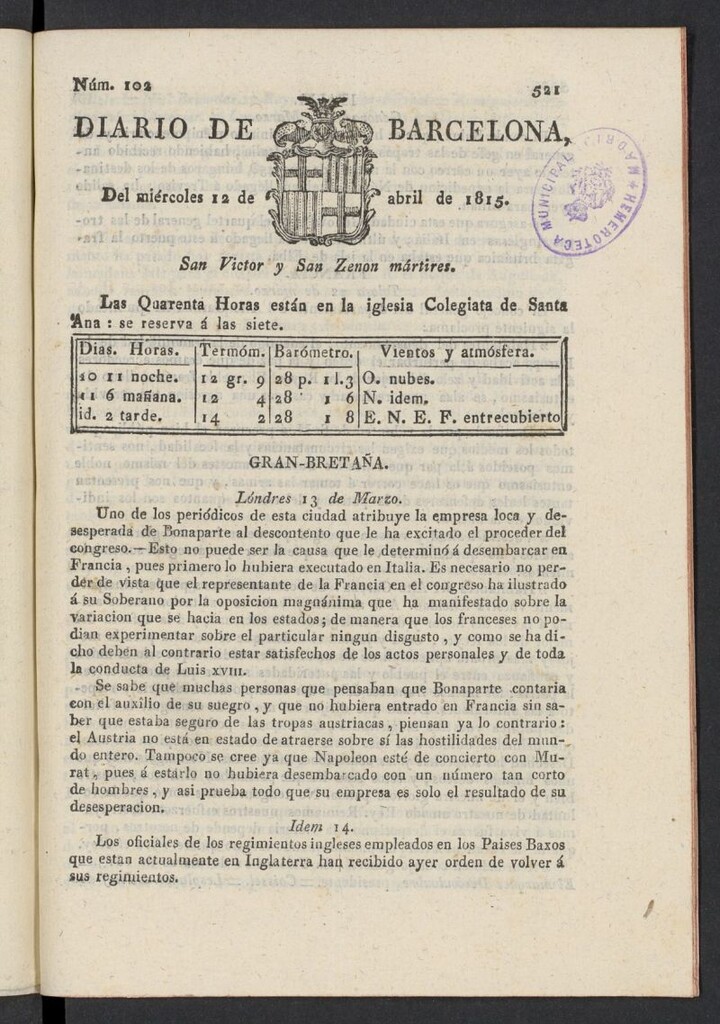 Núm. 102
521
DIARIO DE BARCELONA,
Del miércoles 12 de abril de 1815.
HEMEROTECA MUNICIPAL MADRID
San Victor y San Zenon mártires.
Las Quarenta Horas están en la iglesia Colegiata de Santa
Ana : se reserva á las siete.
Dias. Horas. Termóm. Barómetro. Vientos y atmósfera.
10 11 noche. 12 gr. 9 28 p. 1 l. 3 O. nubes.
11 6 mañana. 12 4 28 1 6 N. idem.
id. 2 tarde. 14 2 28 1 8 E. N. E. F. entrecubierto
GRAN-BRETAÑA.
Lóndres 13 de Marzo.
Uno de los periódicos de esta ciudad atribuye la empresa loca y de-
sesperada de Bonaparte al descontento que le ha excitado el proceder del
congreso. — Esto no puede ser la causa que le determinó á desembarcar en
Francia , pues primero lo hubiera executado en Italia. Es necesario no per-
der de vista que el representante de la Francia en el congreso ha ilustrado
á su Soberano por la oposicion magnánima que ha manifestado sobre la
variacion que se hacia en los estados; de manera que los franceses no po-
dian experimentar sobre el particular ningun disgusto , y como se ha di-
cho deben al contrario estar satisfechos de los actos personales y de toda
la conducta de Luis XVIII.
Se sabe que muchas personas que pensaban que Bonaparte contaria
con el auxîlio de su suegro , y que no hubiera entrado en Francia sin sa-
ber que estaba seguro de las tropas austriacas , piensan ya lo contrario :
el Austria no está en estado de atraerse sobre sí las hostilidades del mun-
do entero. Tampoco se cree ya que Napoleon esté de concierto con Mu-
rat , pues á estarlo no hubiera desembarcado con un número tan corto
de hombres , y asi prueba todo que su empresa es solo el resultado de su
desesperacion.
Idem 14.
Los oficiales de los regimientos ingleses empleados en los Paises Baxos
que estan actualmente en Inglaterra han recibido ayer orden de volver á
sus regimientos.